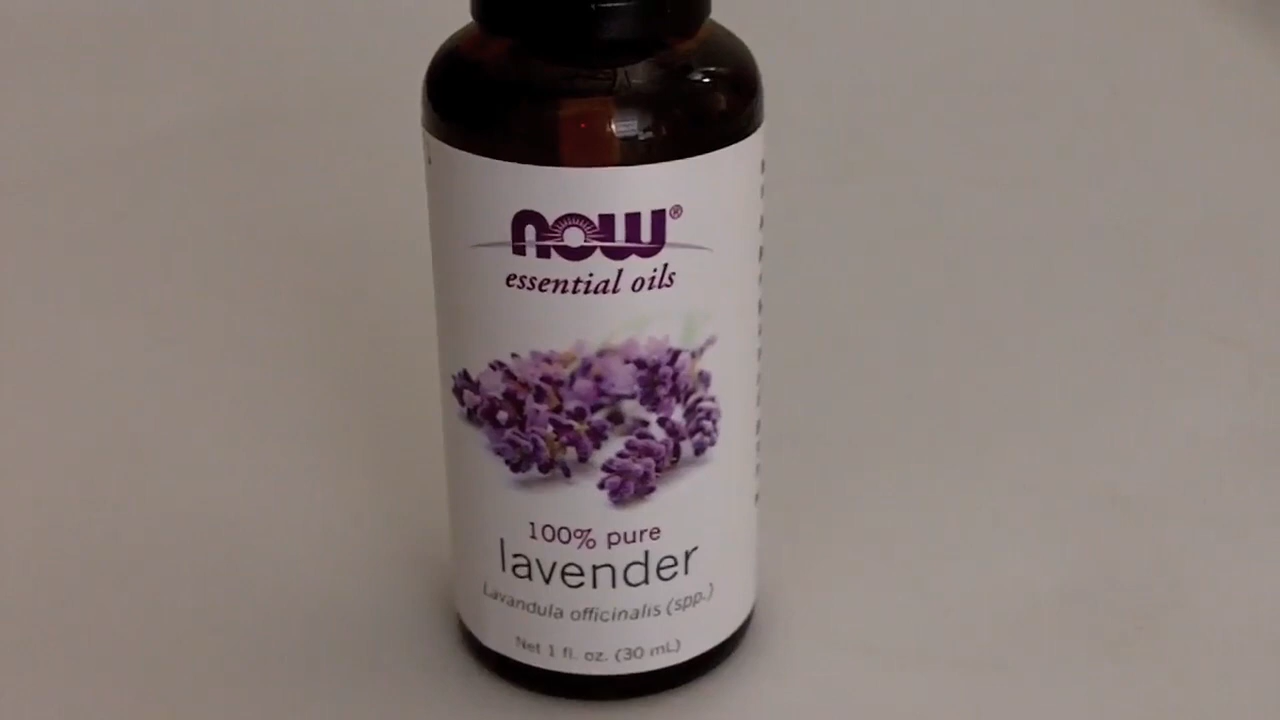 now®
essential oils
100% pure
lavender
Lavandula officinalis (spp.)
Net 1 fl. oz. (30 mL)